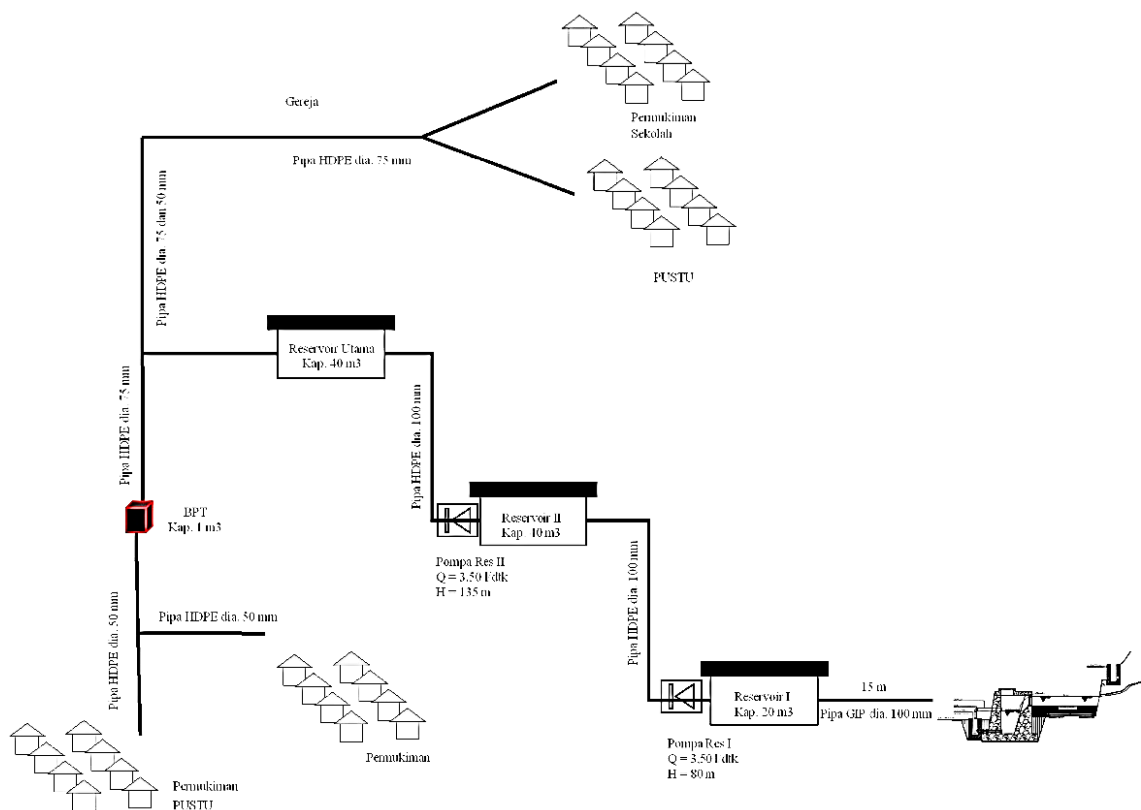 Gereja
Permukiman
Sekolah
Pipa HDPE dia. 75 mm
Pipa HDPE dia. 75 dan 50 mm
PUSTU
Reservoir Utama
Kap. 40 m3
Pipa HDPE dia. 75 mm
Pipa HDPE dia. 100 mm
BPT
Kap. 1 m3
Reservoir II
Kap. 10 m3
Pompa Res II
Q = 3.50 l/dtk
H = 135 m
Pipa HDPE dia. 100 mm
Pipa HDPE dia. 50 mm
Pipa HDPE dia. 50 mm
Reservoir I
Kap. 20 m3
15 m
Pipa GIP dia. 100 mm
Pompa Res I
Q = 3.50 l dtk
H = 80 m
Permukiman
Permukiman
PUSTU